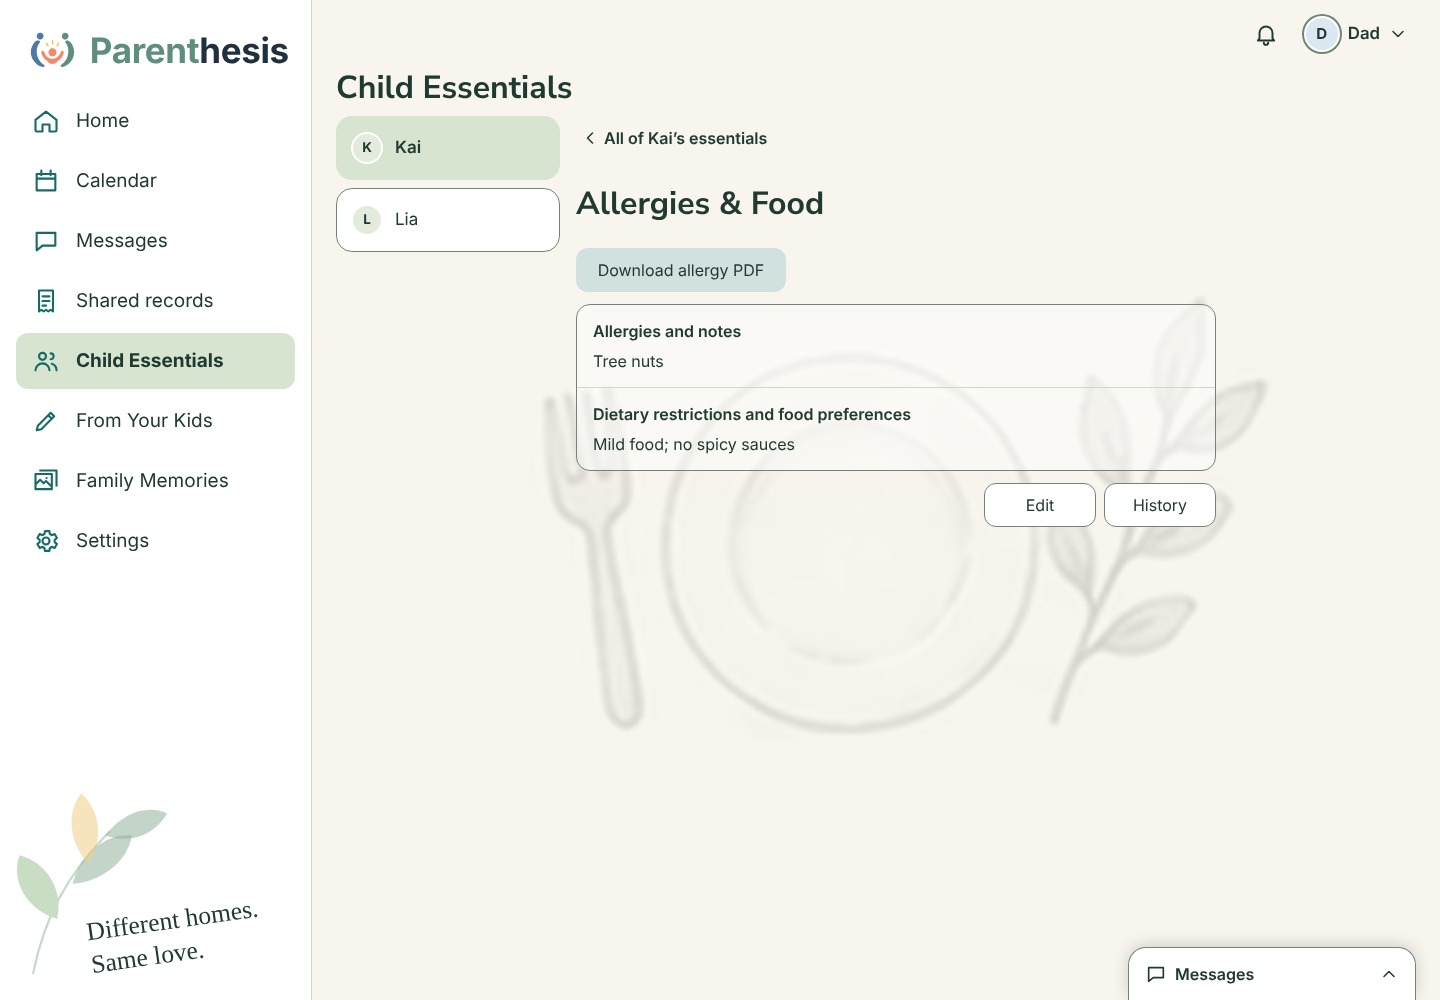 Parenthesis
Home
Calendar
Messages
Shared records
Child Essentials
From Your Kids
Family Memories
Settings
Different homes.
Same love.
D Dad
Child Essentials
K Kai
L Lia
All of Kai’s essentials
Allergies & Food
Download allergy PDF
Allergies and notes
Tree nuts
Dietary restrictions and food preferences
Mild food; no spicy sauces
Edit History
Messages